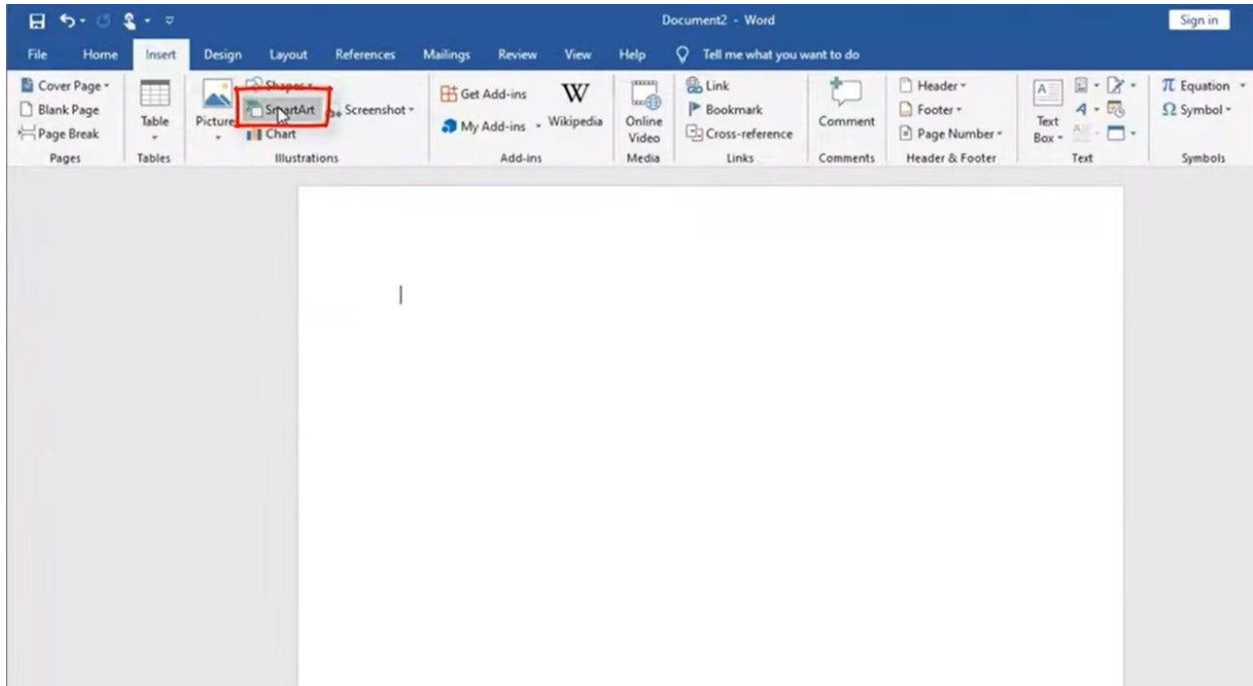 Document2 - Word
Sign in
File Home Insert Design Layout References Mailings Review View Help Tell me what you want to do
Cover Page
Blank Page
Page Break
Pages
Table
Tables
Picture
Shapes
SmartArt
Chart
Screenshot
Illustrations
Get Add-ins
My Add-ins
Wikipedia
Add-ins
Online
Video
Media
Link
Bookmark
Cross-reference
Links
Comment
Comments
Header
Footer
Page Number
Header & Footer
Text
Box
Text
Equation
Symbol
Symbols